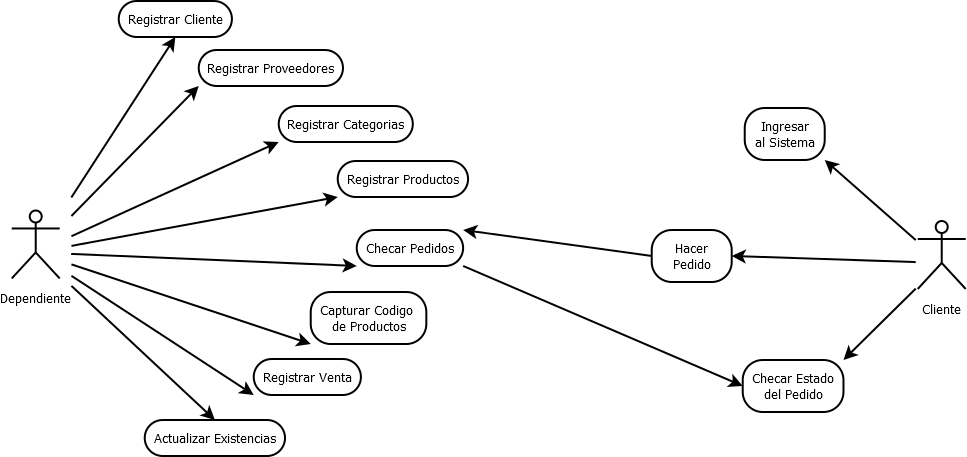 Registrar Cliente
Registrar Proveedores
Registrar Categorias
Ingresar
al Sistema
Registrar Productos
Checar Pedidos
Hacer
Pedido
Dependiente
Cliente
Capturar Codigo
de Productos
Registrar Venta
Checar Estado
del Pedido
Actualizar Existencias